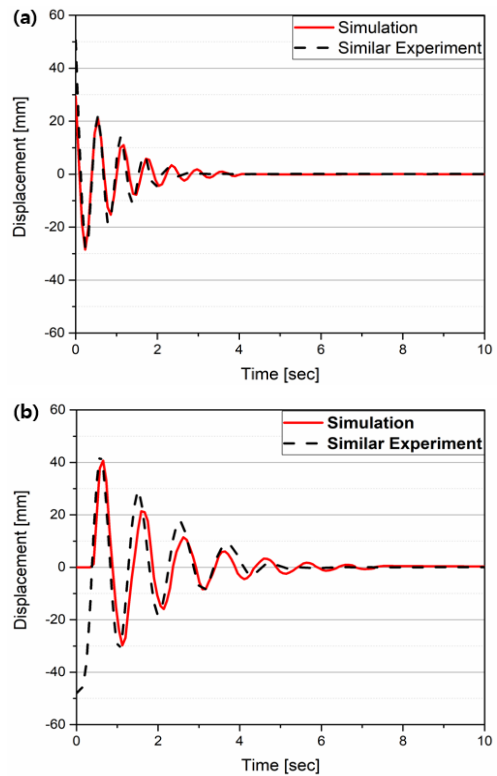 (a)
60
40
20
0
-20
-40
-60
Displacement [mm]
Simulation
Similar Experiment
0 2 4 6 8 10
Time [sec]
(b)
60
40
20
0
-20
-40
-60
Displacement [mm]
Simulation
Similar Experiment
0 2 4 6 8 10
Time [sec]